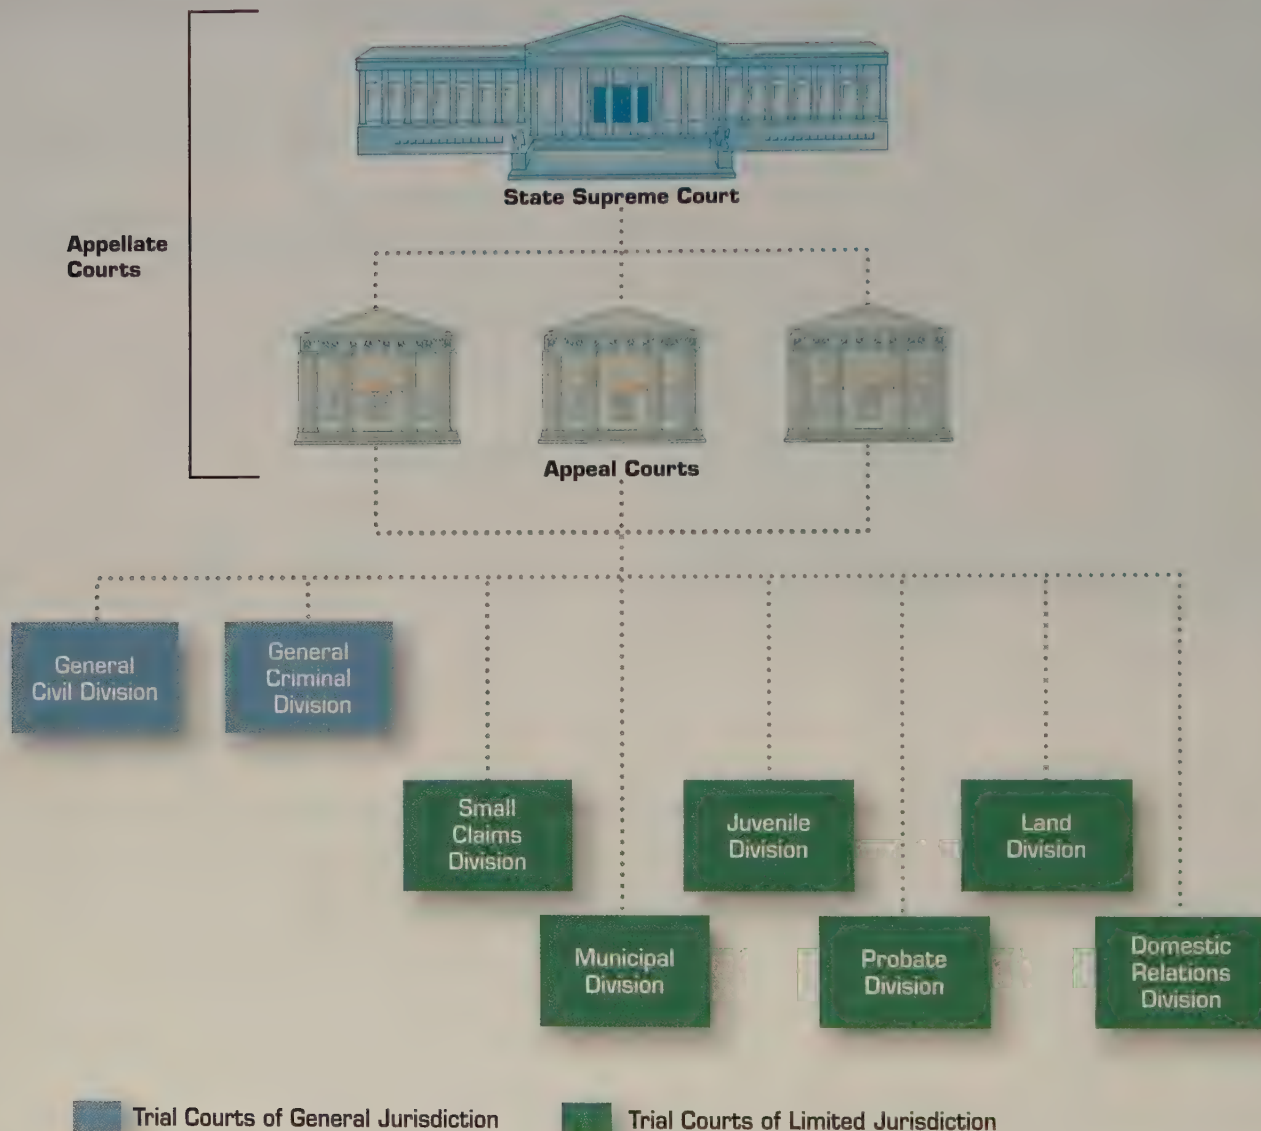 State Supreme Court
Appellate
Courts
Appeal Courts
General
Civil Division
General
Criminal
Division
Small
Claims
Division
Juvenile
Division
Land
Division
Municipal
Division
Probate
Division
Domestic
Relations
Division
Trial Courts of General Jurisdiction
Trial Courts of Limited Jurisdiction